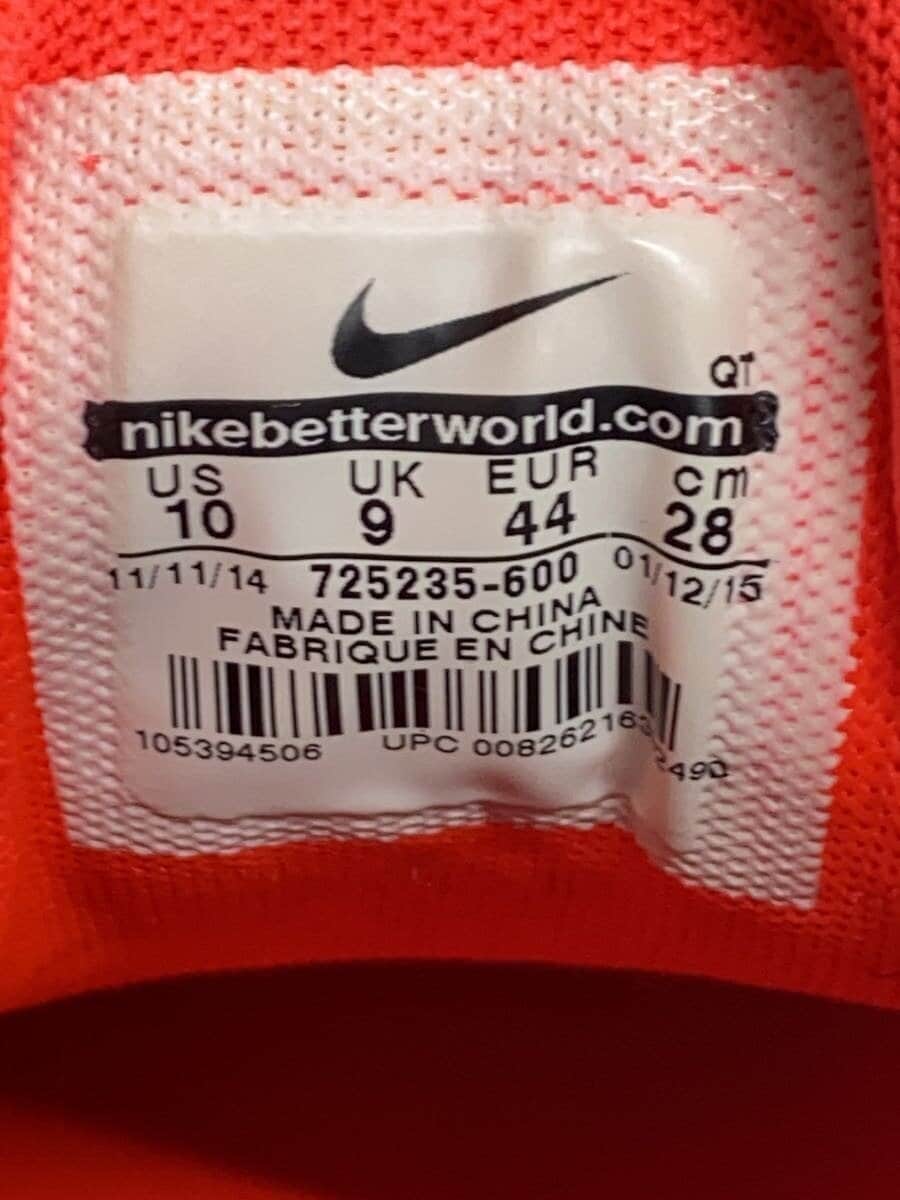 QT
nikebetterworld.com
US UK EUR cm
10 9 44 28
11/11/14 725235-600 01/12/15
MADE IN CHINA
FABRIQUE EN CHINE
105394506 UPC